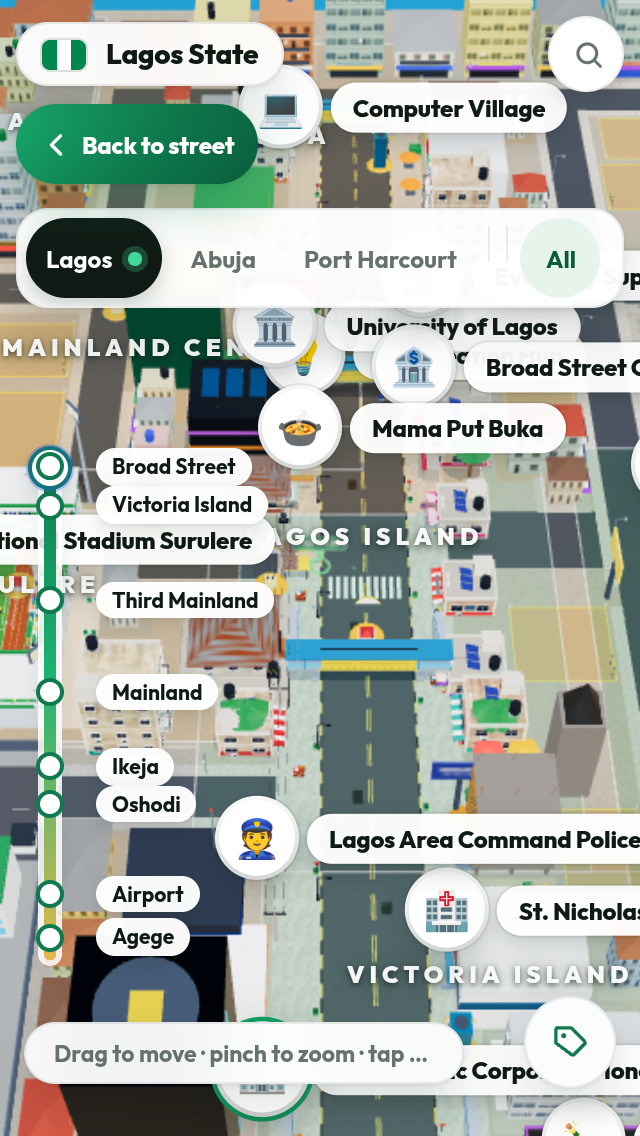 Lagos State
Computer Village
Back to street
Lagos
Abuja
Port Harcourt
All
University of Lagos
MAINLAND CEN
Broad Street
Mama Put Buka
Broad Street
Victoria Island
LAGOS ISLAND
Stadium Surulere
Third Mainland
Mainland
Ikeja
Oshodi
Lagos Area Command Police
Airport
St. Nicholas
Agege
VICTORIA ISLAND
Drag to move · pinch to zoom · tap ...